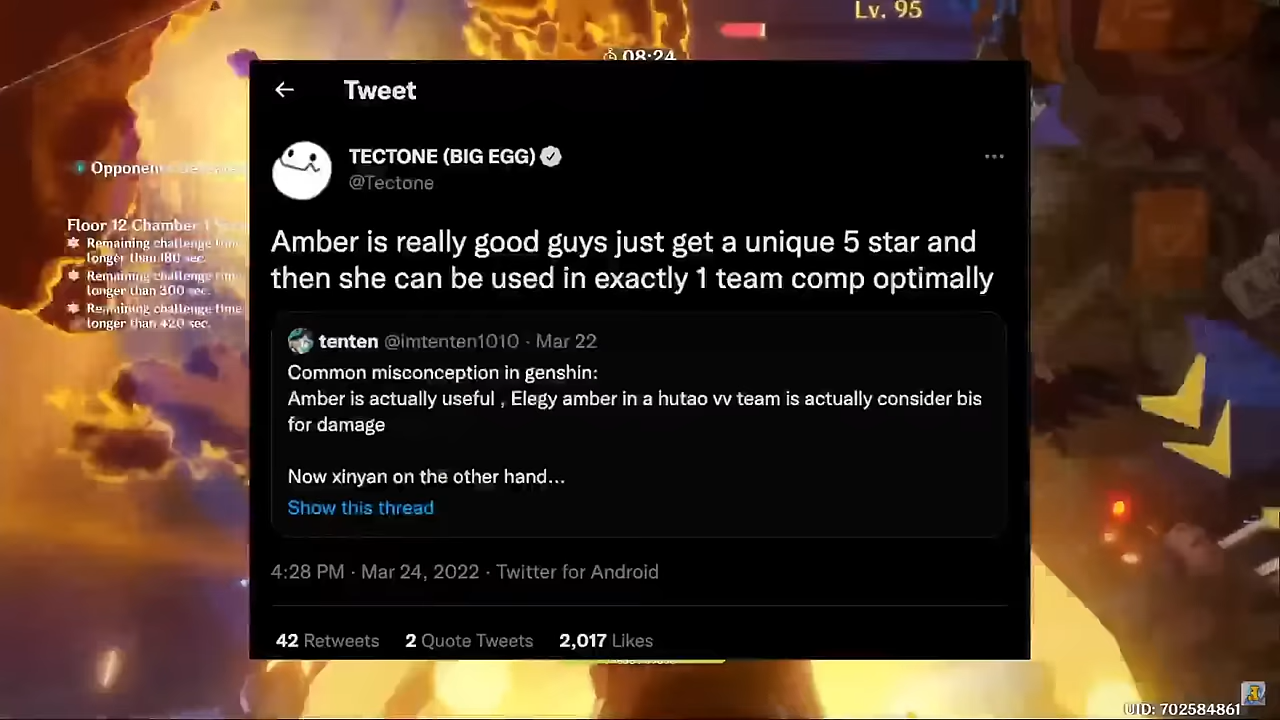 Lv. 95
08:24
Tweet
TECTONE (BIG EGG)
@Tectone
Opponent
Floor 12 Chamber 1
Amber is really good guys just get a unique 5 star and
then she can be used in exactly 1 team comp optimally
Remaining challenge time
longer than 180 sec.
Remaining challenge time
longer than 300 sec.
Remaining challenge time
longer than 420 sec.
tenten @imtenten1010 · Mar 22
Common misconception in genshin:
Amber is actually useful , Elegy amber in a hutao vv team is actually consider bis
for damage
Now xinyan on the other hand...
Show this thread
4:28 PM · Mar 24, 2022 · Twitter for Android
42 Retweets 2 Quote Tweets 2,017 Likes
UID: 702584861